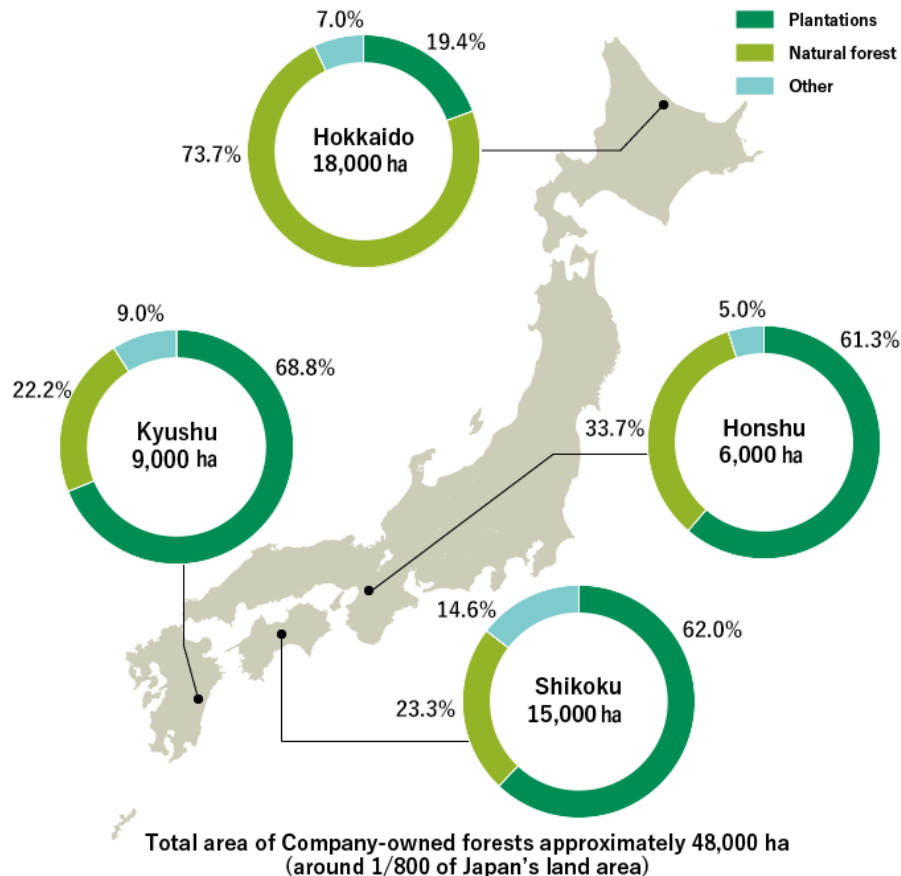 Plantations
Natural forest
Other
7.0%
19.4%
73.7%
Hokkaido
18,000 ha
9.0%
68.8%
22.2%
Kyushu
9,000 ha
5.0%
61.3%
33.7%
Honshu
6,000 ha
14.6%
62.0%
23.3%
Shikoku
15,000 ha
Total area of Company-owned forests approximately 48,000 ha
(around 1/800 of Japan's land area)